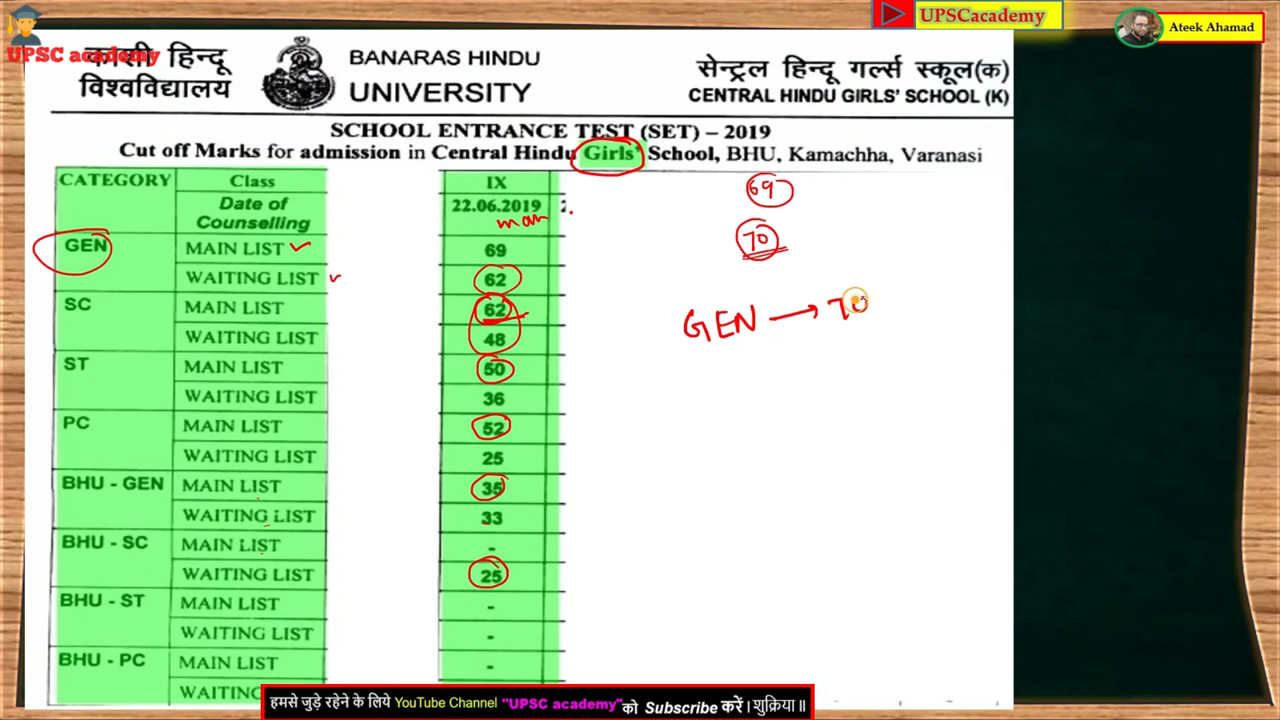 UPSC academy
UPSCacademy
Ateek Ahamad
काशी हिन्दू
विश्वविद्यालय
BANARAS HINDU
UNIVERSITY
सेन्ट्रल हिन्दू गर्ल्स स्कूल(क)
CENTRAL HINDU GIRLS' SCHOOL (K)
SCHOOL ENTRANCE TEST (SET) – 2019
Cut off Marks for admission in Central Hindu Girls' School, BHU, Kamachha, Varanasi
CATEGORY Class IX
69
Date of Counselling 22.06.2019 2
70
GEN MAIN LIST 69
WAITING LIST 62
SC MAIN LIST 62
GEN → 70
WAITING LIST 48
ST MAIN LIST 50
WAITING LIST 36
PC MAIN LIST 52
WAITING LIST 25
BHU - GEN MAIN LIST 35
WAITING LIST 33
BHU - SC MAIN LIST -
WAITING LIST 25
BHU - ST MAIN LIST -
WAITING LIST -
BHU - PC MAIN LIST -
WAITING
हमसे जुड़े रहेने के लिये YouTube Channel "UPSC academy" को Subscribe करें । शुक्रिया ॥